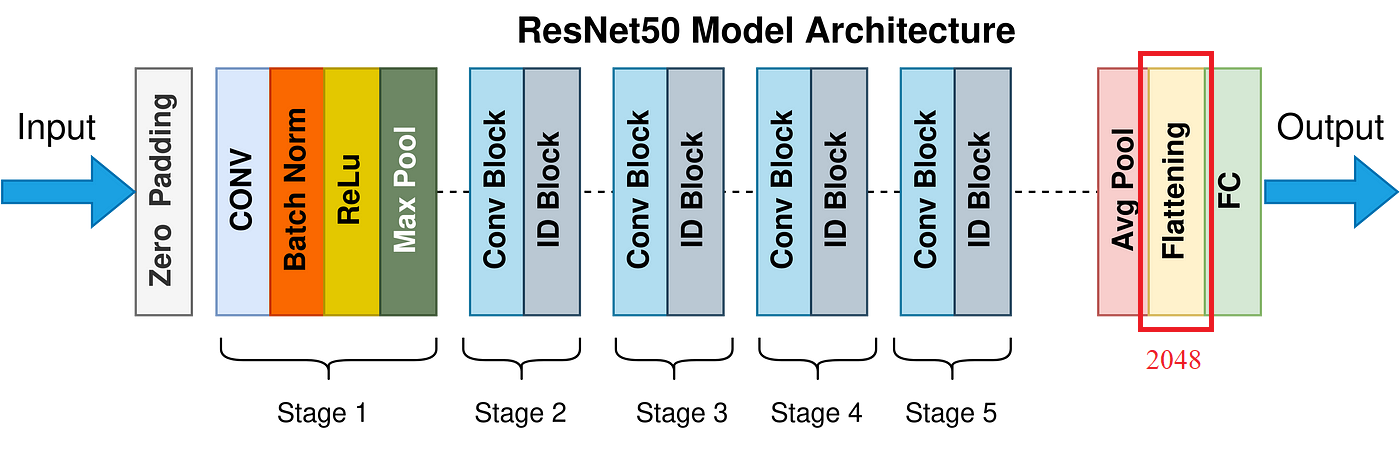 ResNet50 Model Architecture
Input
Zero Padding
CONV
Batch Norm
ReLu
Max Pool
Conv Block
ID Block
Conv Block
ID Block
Conv Block
ID Block
Conv Block
ID Block
Avg Pool
Flattening
FC
Output
2048
Stage 1
Stage 2
Stage 3
Stage 4
Stage 5